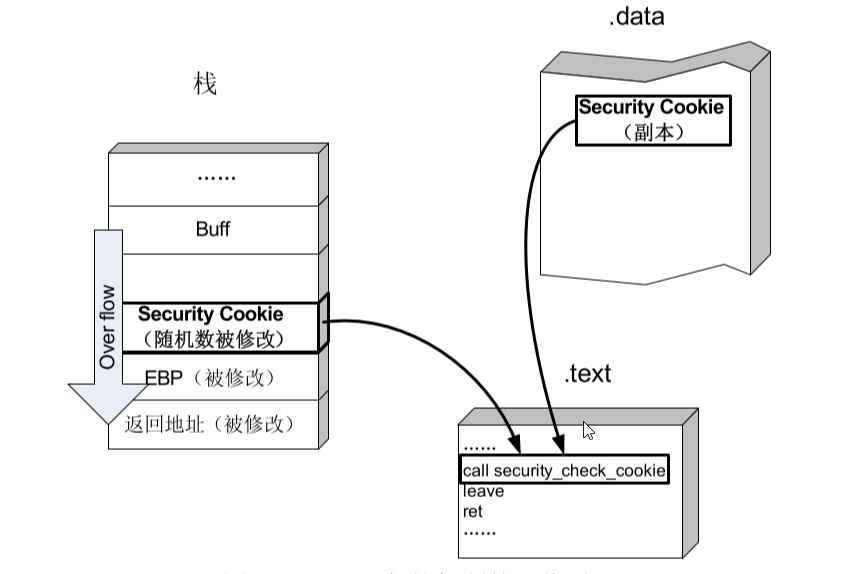 .data
栈
Security Cookie
（副本）
……
Buff
Over flow
Security Cookie
（随机数被修改）
EBP（被修改）
返回地址（被修改）
.text
……
call security_check_cookie
leave
ret
……